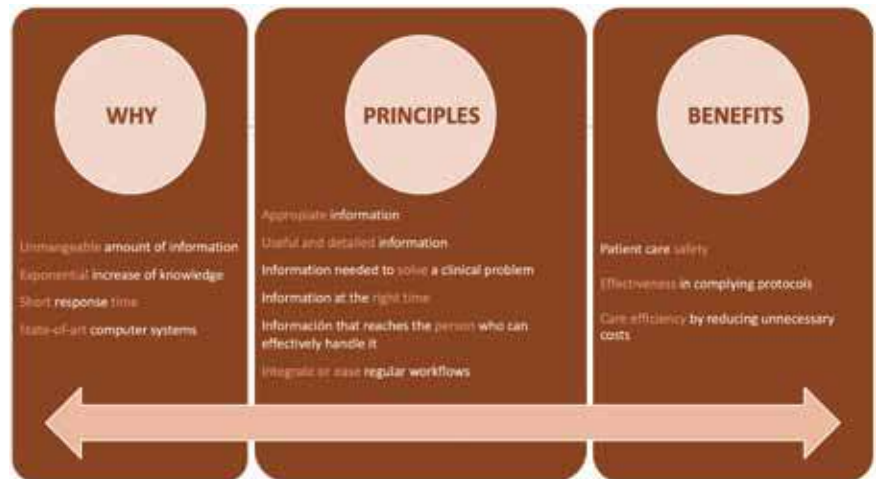 WHY
Unmangeable amount of information
Exponential increase of knowledge
Short response time
State-of-art computer systems
PRINCIPLES
Appropiate information
Useful and detailed information
Information needed to solve a clinical problem
Information at the right time
Información that reaches the person who can
effectively handle it
Integrate or ease regular workflows
BENEFITS
Patient care safety
Effectiveness in complying protocols
Care efficiency by reducing unnecessary
costs